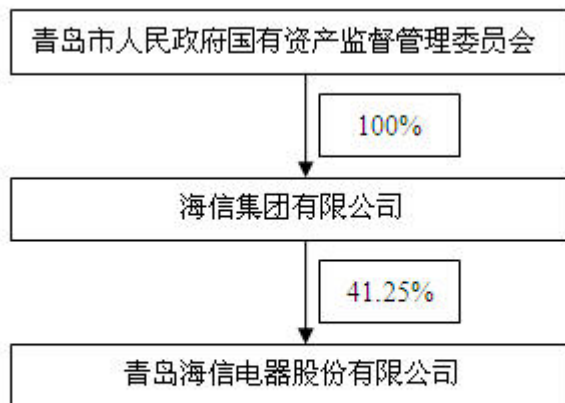 青岛市人民政府国有资产监督管理委员会
100%
海信集团有限公司
41.25%
青岛海信电器股份有限公司